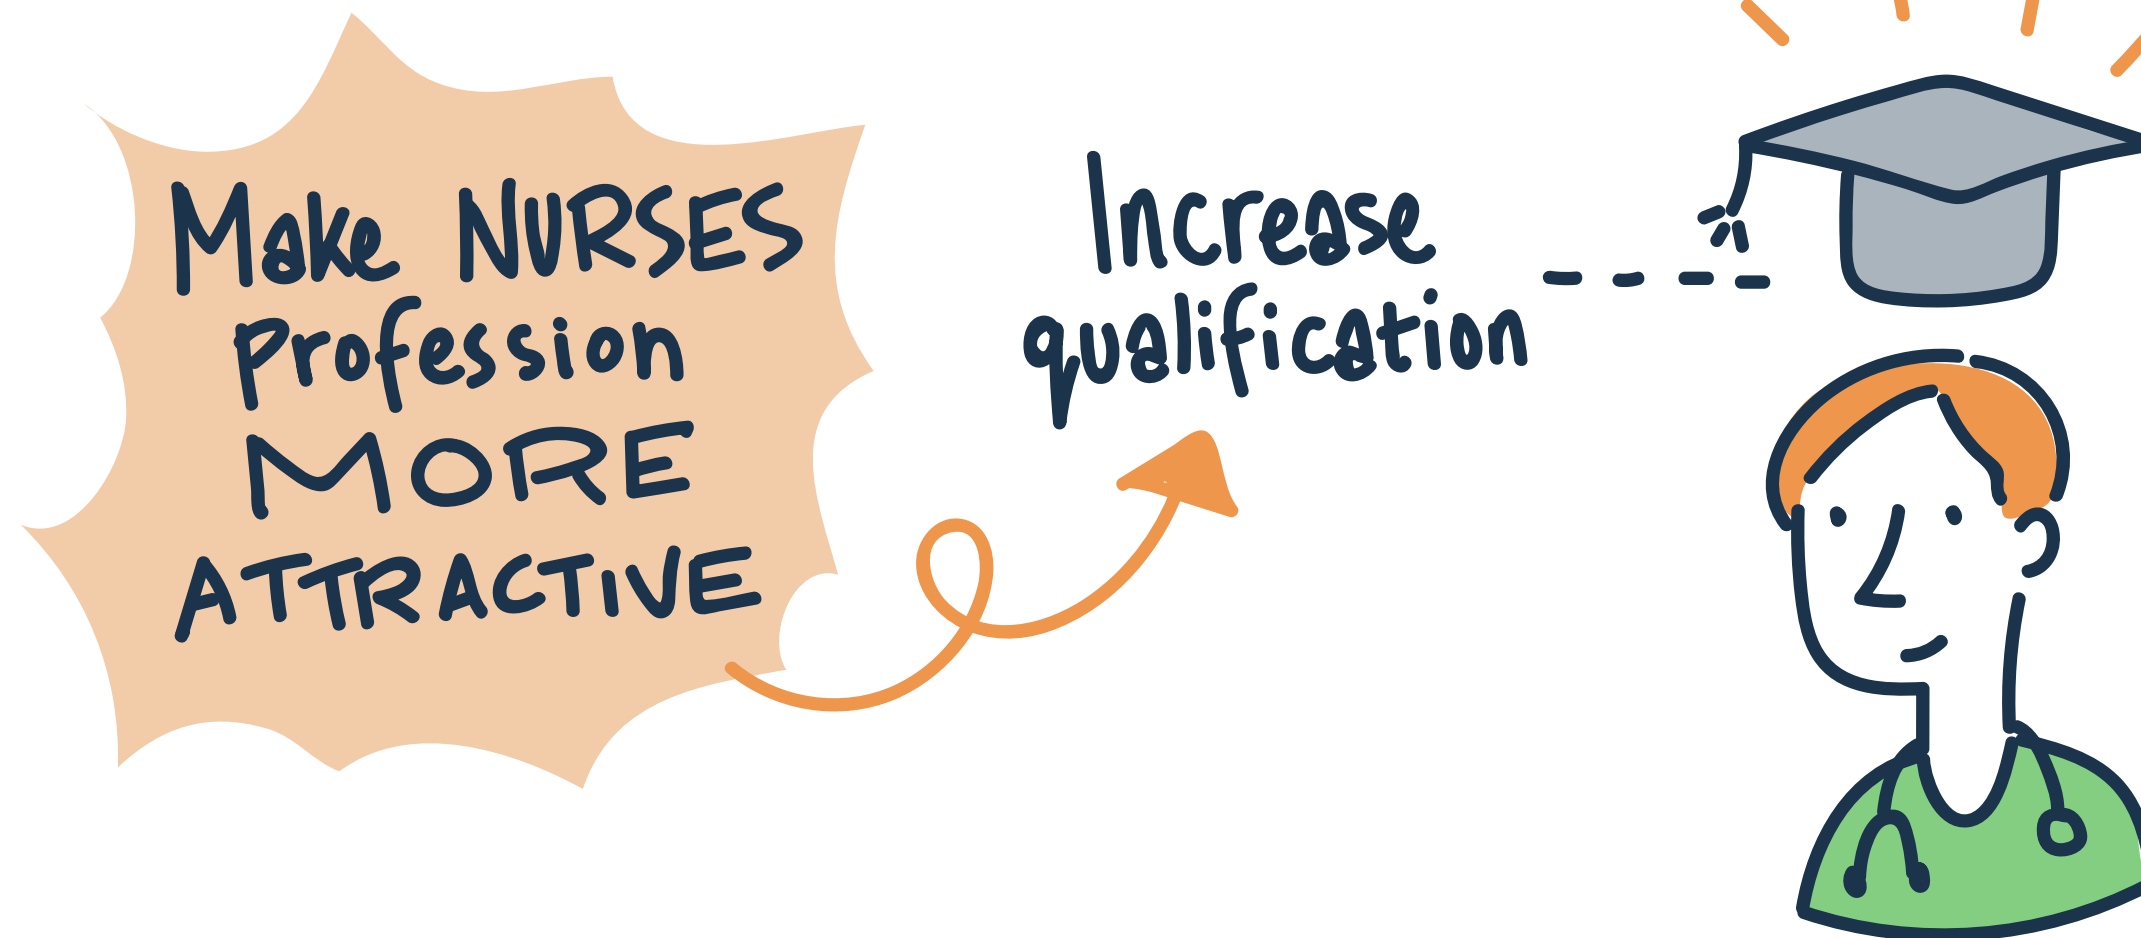 Make NURSES
Profession
MORE
ATTRACTiVE
Increase
qualification